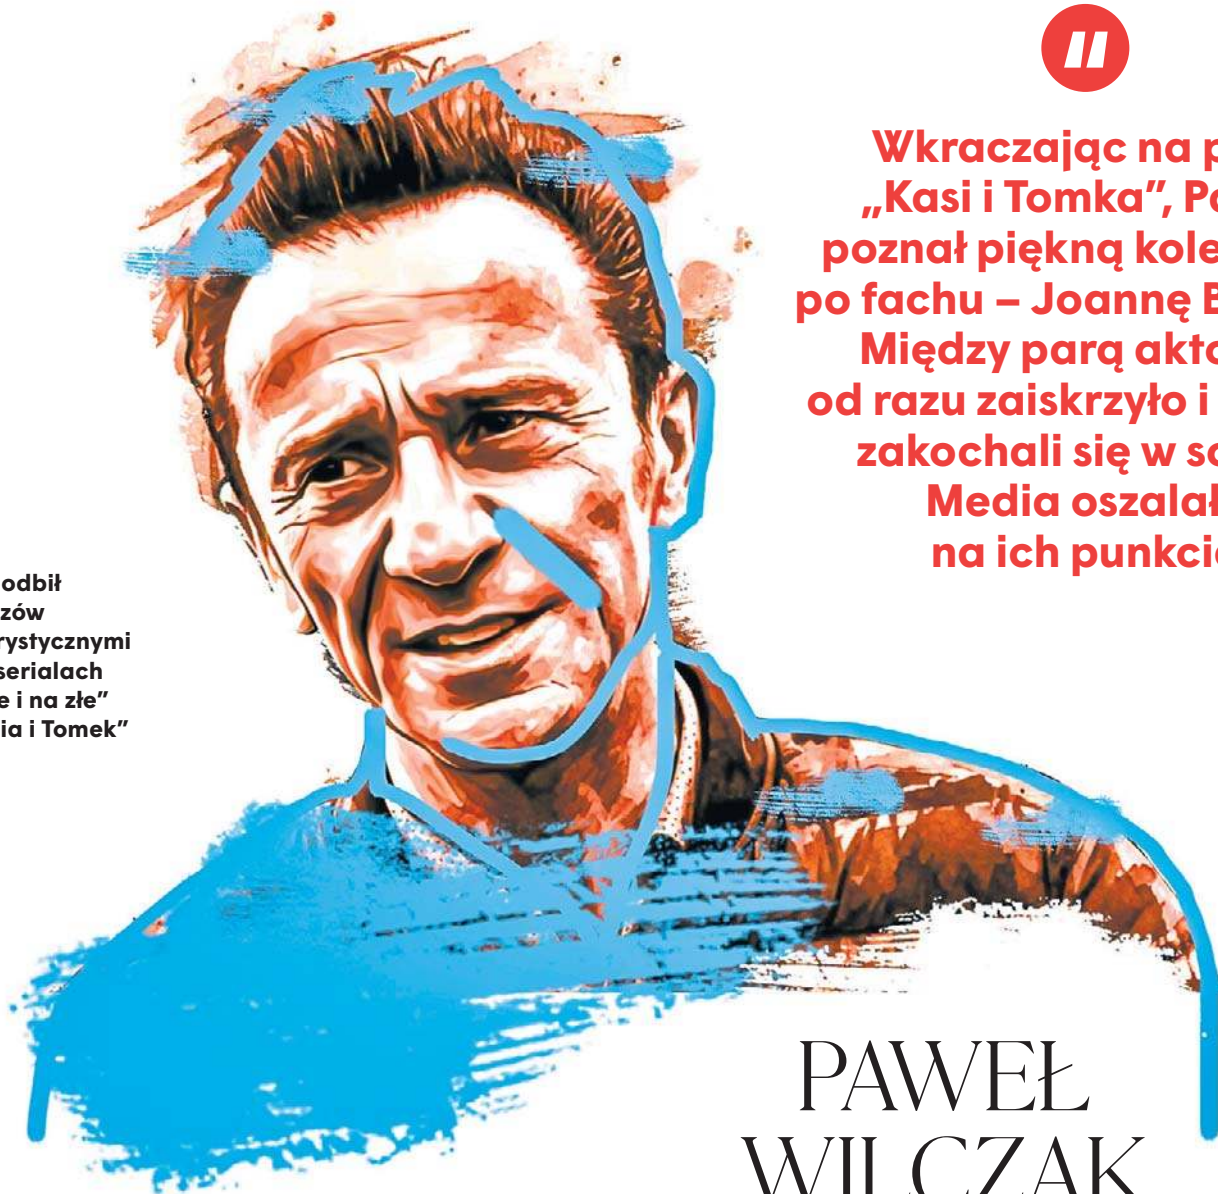 Wkraczając na p
„Kasi i Tomka”, Pa
poznał piękną kole
po fachu – Joannę B
Między parą akto
od razu zaiskrzyło i
zakochali się w so
Media oszalał
na ich punkci
odbił
zów
rystycznymi
serialach
e i na złe”
ia i Tomek”
PAWEŁ
WILCZAK